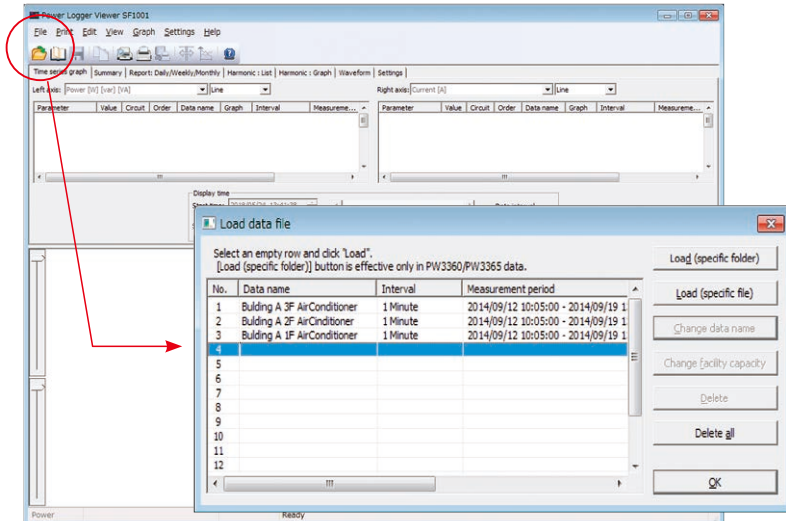 Power Logger Viewer SF1001
File Print Edit View Graph Settings Help
Time series graph Summary Report: Daily/Weekly/Monthly Harmonic : List Harmonic : Graph Waveform Settings
Left axis: Power [W] [var] [VA] Line Right axis: Current [A] Line
Parameter Value Circuit Order Data name Graph Interval Measureme... Parameter Value Circuit Order Data name Graph Interval Measureme...
Display time
Load data file
Select an empty row and click "Load".
[Load (specific folder)] button is effective only in PW3360/PW3365 data.
Load (specific folder)
No. Data name Interval Measurement period
Load (specific file)
1 Bulding A 3F AirConditioner 1 Minute 2014/09/12 10:05:00 - 2014/09/19 1
2 Bulding A 2F AirCinditioner 1 Minute 2014/09/12 10:05:00 - 2014/09/19 1
3 Bulding A 1F AirConditioner 1 Minute 2014/09/12 10:05:00 - 2014/09/19 1
Change data name
4
5
Change facility capacity
6
7
Delete
8
9
10
Delete all
11
12
OK
Power Ready